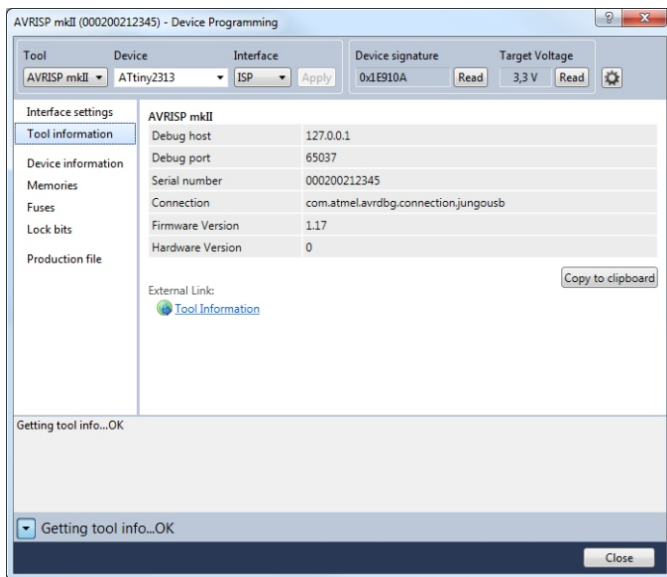 AVRISP mkII (000200212345) - Device Programming
Tool Device Interface Device signature Target Voltage
AVRISP mkII ATtiny2313 ISP Apply 0x1E910A Read 3,3 V Read
Interface settings
Tool information
Device information
Memories
Fuses
Lock bits
Production file
AVRISP mkII
Debug host 127.0.0.1
Debug port 65037
Serial number 000200212345
Connection com.atmel.avrdbg.connection.jungousb
Firmware Version 1.17
Hardware Version 0
Copy to clipboard
External Link:
Tool Information
Getting tool info...OK
Getting tool info...OK
Close